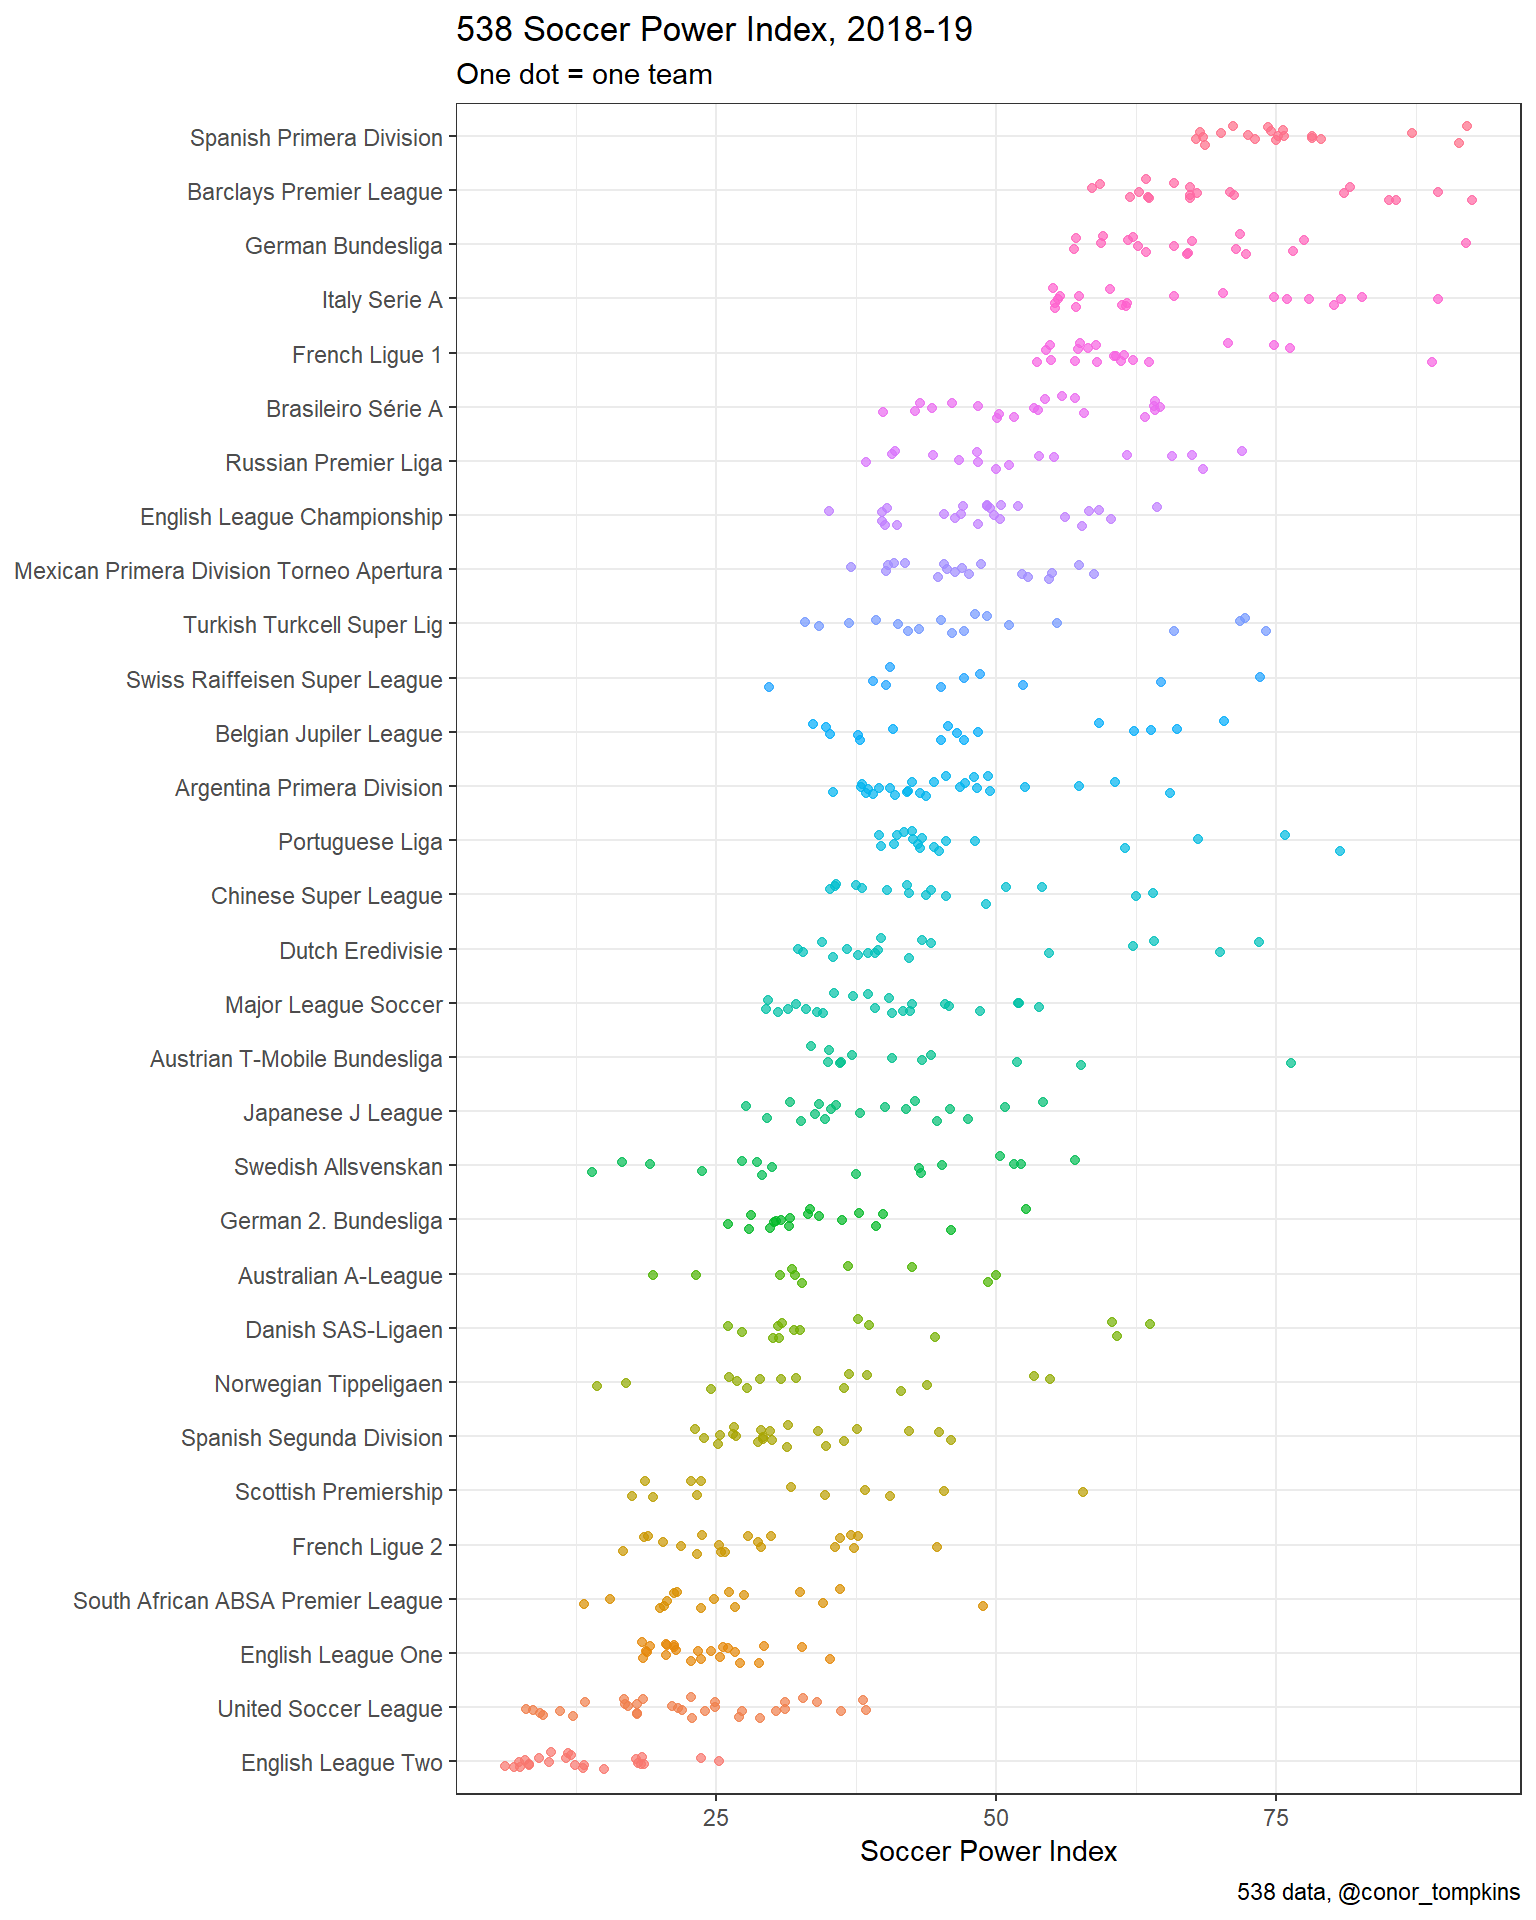 538 Soccer Power Index, 2018-19
One dot = one team
Spanish Primera Division
Barclays Premier League
German Bundesliga
Italy Serie A
French Ligue 1
Brasileiro Série A
Russian Premier Liga
English League Championship
Mexican Primera Division Torneo Apertura
Turkish Turkcell Super Lig
Swiss Raiffeisen Super League
Belgian Jupiler League
Argentina Primera Division
Portuguese Liga
Chinese Super League
Dutch Eredivisie
Major League Soccer
Austrian T-Mobile Bundesliga
Japanese J League
Swedish Allsvenskan
German 2. Bundesliga
Australian A-League
Danish SAS-Ligaen
Norwegian Tippeligaen
Spanish Segunda Division
Scottish Premiership
French Ligue 2
South African ABSA Premier League
English League One
United Soccer League
English League Two
25 50 75
Soccer Power Index
538 data, @conor_tompkins